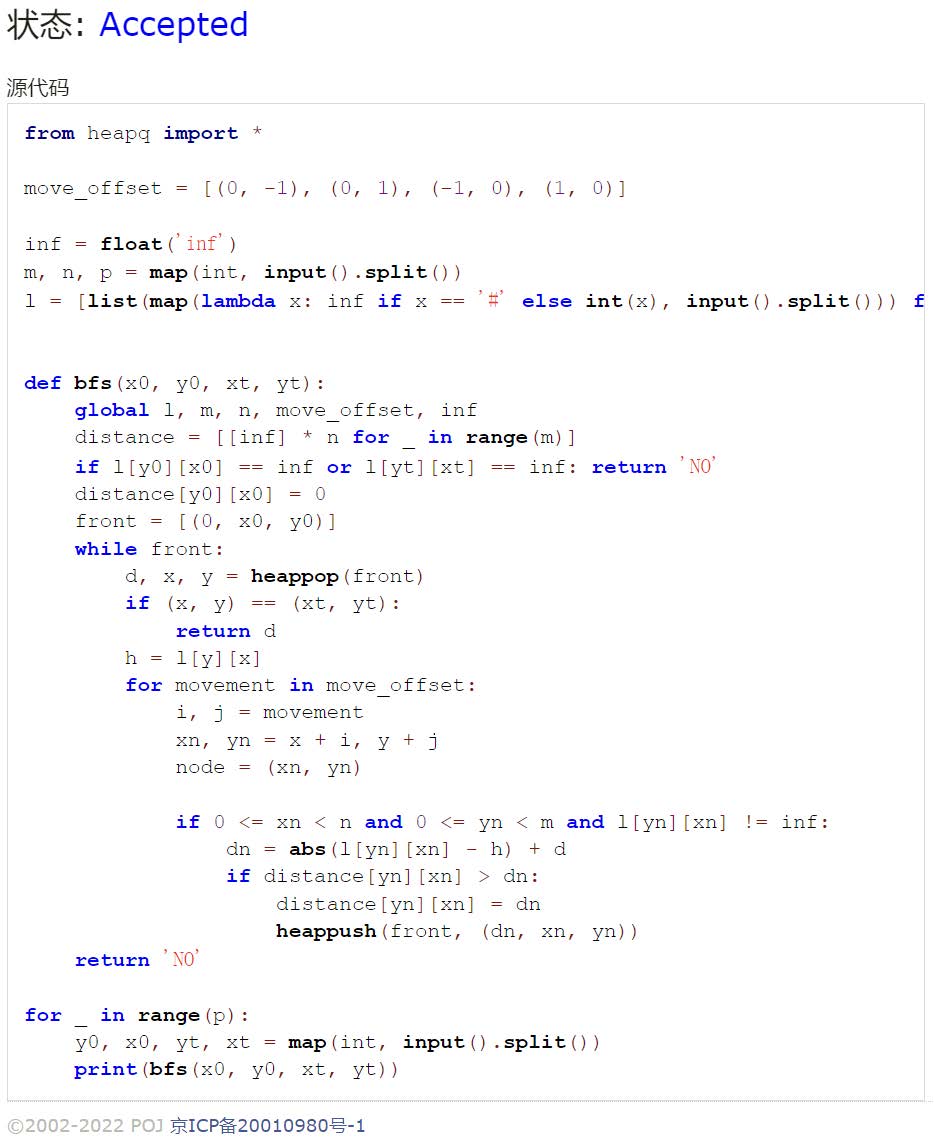 状态: Accepted
源代码
from heapq import *
move_offset = [(0, -1), (0, 1), (-1, 0), (1, 0)]
inf = float('inf')
m, n, p = map(int, input().split())
l = [list(map(lambda x: inf if x == '#' else int(x), input().split())) f
def bfs(x0, y0, xt, yt):
    global l, m, n, move_offset, inf
    distance = [[inf] * n for _ in range(m)]
    if l[y0][x0] == inf or l[yt][xt] == inf: return 'NO'
    distance[y0][x0] = 0
    front = [(0, x0, y0)]
    while front:
        d, x, y = heappop(front)
        if (x, y) == (xt, yt):
            return d
        h = l[y][x]
        for movement in move_offset:
            i, j = movement
            xn, yn = x + i, y + j
            node = (xn, yn)
            if 0 <= xn < n and 0 <= yn < m and l[yn][xn] != inf:
                dn = abs(l[yn][xn] - h) + d
                if distance[yn][xn] > dn:
                    distance[yn][xn] = dn
                    heappush(front, (dn, xn, yn))
    return 'NO'
for _ in range(p):
    y0, x0, yt, xt = map(int, input().split())
    print(bfs(x0, y0, xt, yt))
©2002-2022 POJ 京ICP备20010980号-1